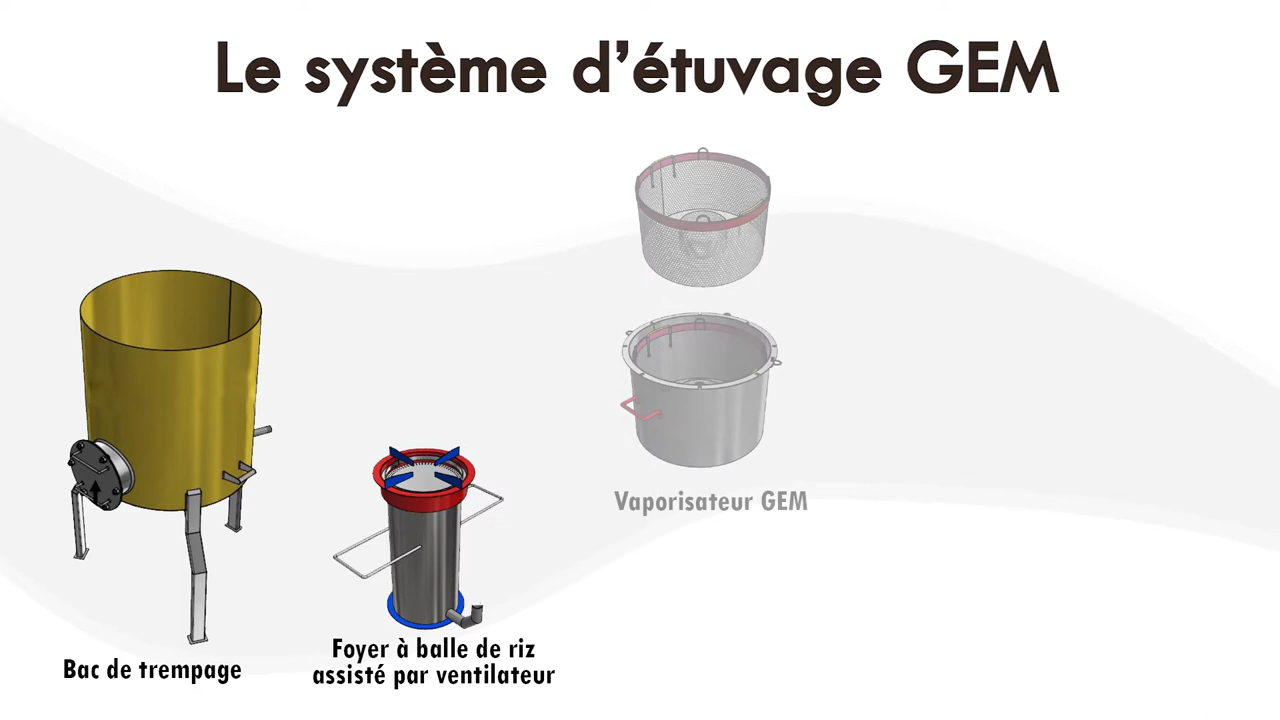 Le système d’étuvage GEM
Vaporisateur GEM
Foyer à balle de riz
assisté par ventilateur
Bac de trempage